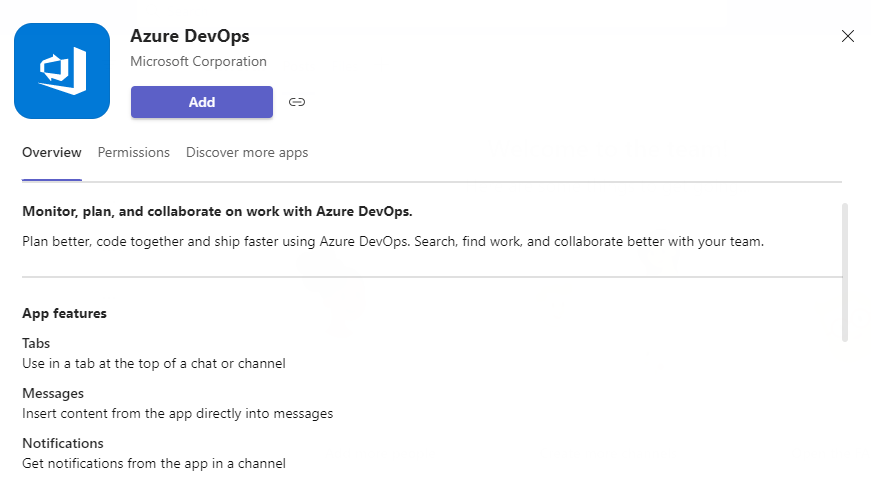 Azure DevOps
Microsoft Corporation
Add
Overview Permissions Discover more apps
Monitor, plan, and collaborate on work with Azure DevOps.
Plan better, code together and ship faster using Azure DevOps. Search, find work, and collaborate better with your team.
App features
Tabs
Use in a tab at the top of a chat or channel
Messages
Insert content from the app directly into messages
Notifications
Get notifications from the app in a channel